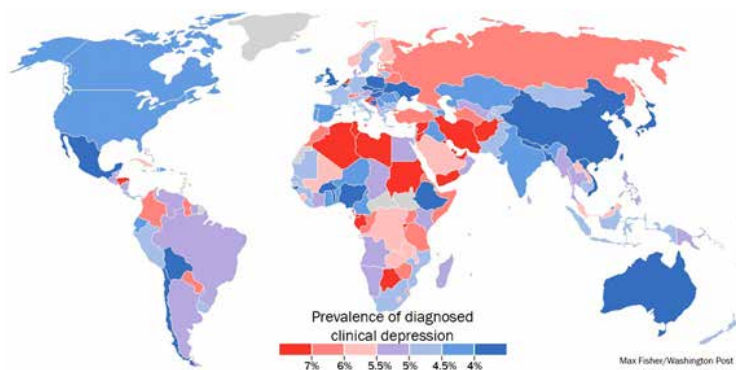 Prevalence of diagnosed
clinical depression
7% 6% 5.5% 5% 4.5% 4%
Max Fisher/Washington Post